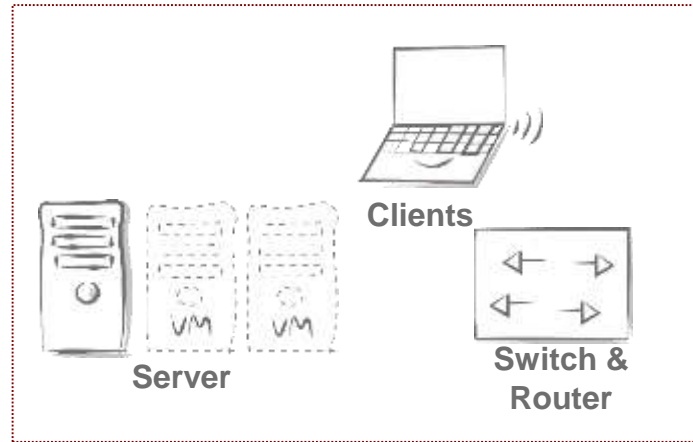 Clients
VM
VM
Server
Switch &
Router